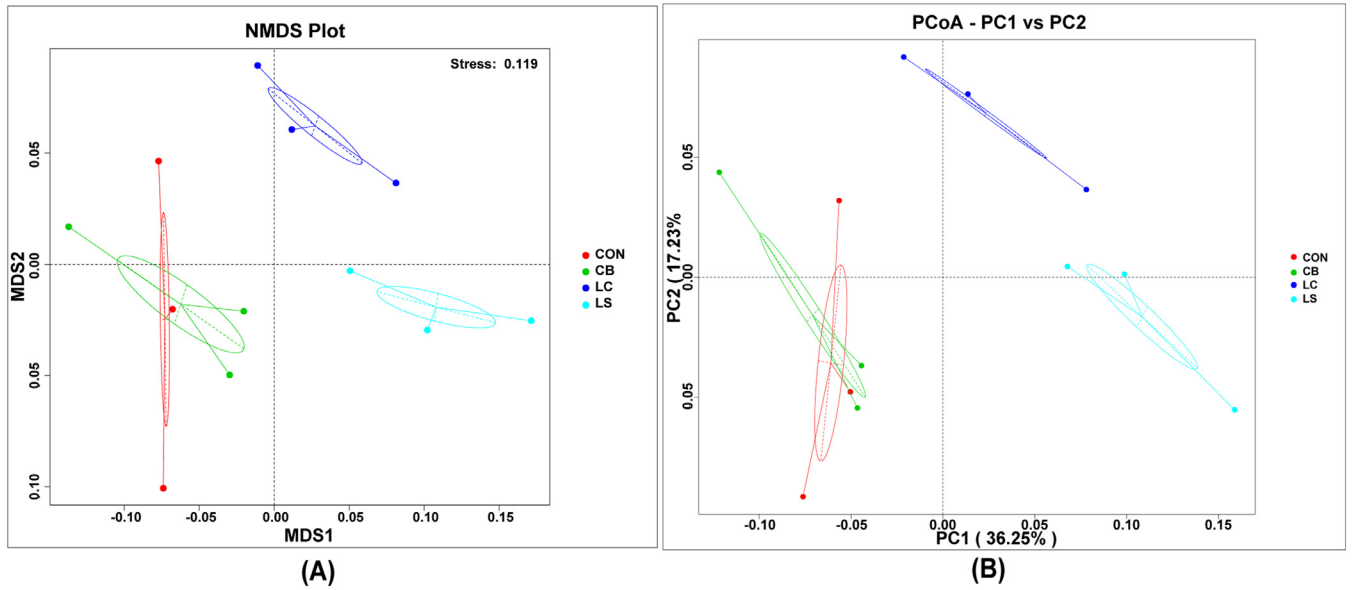 NMDS Plot
Stress: 0.119
0.05
0.00
0.05
0.10
MDS2
-0.10 -0.05 0.00 0.05 0.10 0.15
MDS1
CON
CB
LC
LS
(A)
PCoA - PC1 vs PC2
0.05
0.00
0.05
PC2 ( 17.23%
-0.10 -0.05 0.00 0.05 0.10 0.15
PC1 ( 36.25% )
CON
CB
LC
LS
(B)